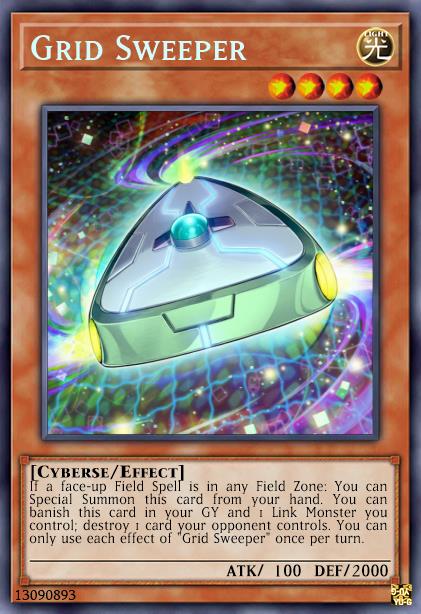 Grid Sweeper
LIGHT
光
[Cyberse/Effect]
If a face-up Field Spell is in any Field Zone: You can
Special Summon this card from your hand. You can
banish this card in your GY and 1 Link Monster you
control; destroy 1 card your opponent controls. You can
only use each effect of "Grid Sweeper" once per turn.
ATK/ 100 DEF/2000
13090893